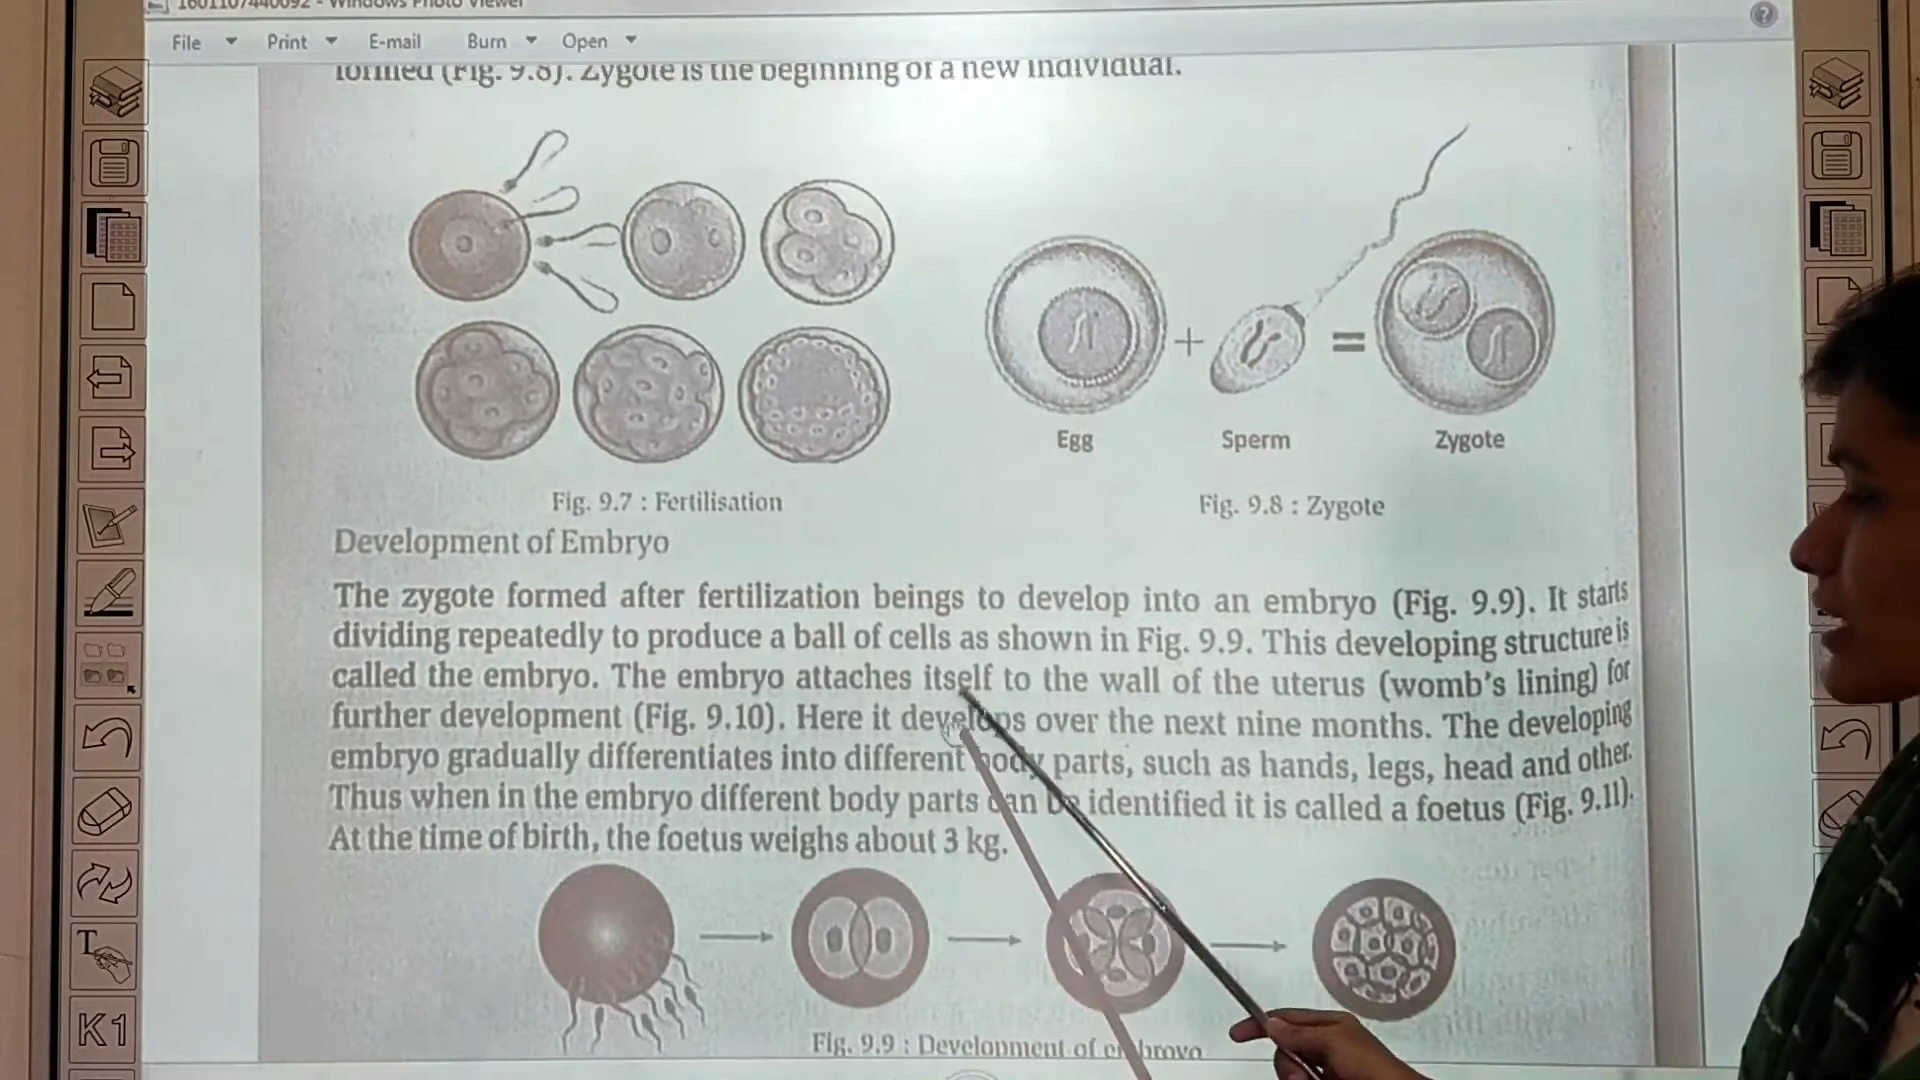 1601107440092 - Windows Photo Viewer
File Print E-mail Burn Open
formed (Fig. 9.8). Zygote is the beginning of a new individual.
+ =
Egg Sperm Zygote
Fig. 9.7 : Fertilisation
Fig. 9.8 : Zygote
Development of Embryo
The zygote formed after fertilization beings to develop into an embryo (Fig. 9.9). It starts
dividing repeatedly to produce a ball of cells as shown in Fig. 9.9. This developing structure is
called the embryo. The embryo attaches itself to the wall of the uterus (womb's lining) for
further development (Fig. 9.10). Here it develops over the next nine months. The developing
embryo gradually differentiates into different body parts, such as hands, legs, head and other.
Thus when in the embryo different body parts can be identified it is called a foetus (Fig. 9.11).
At the time of birth, the foetus weighs about 3 kg.
T
K1
Fig. 9.9 : Development of embroyo